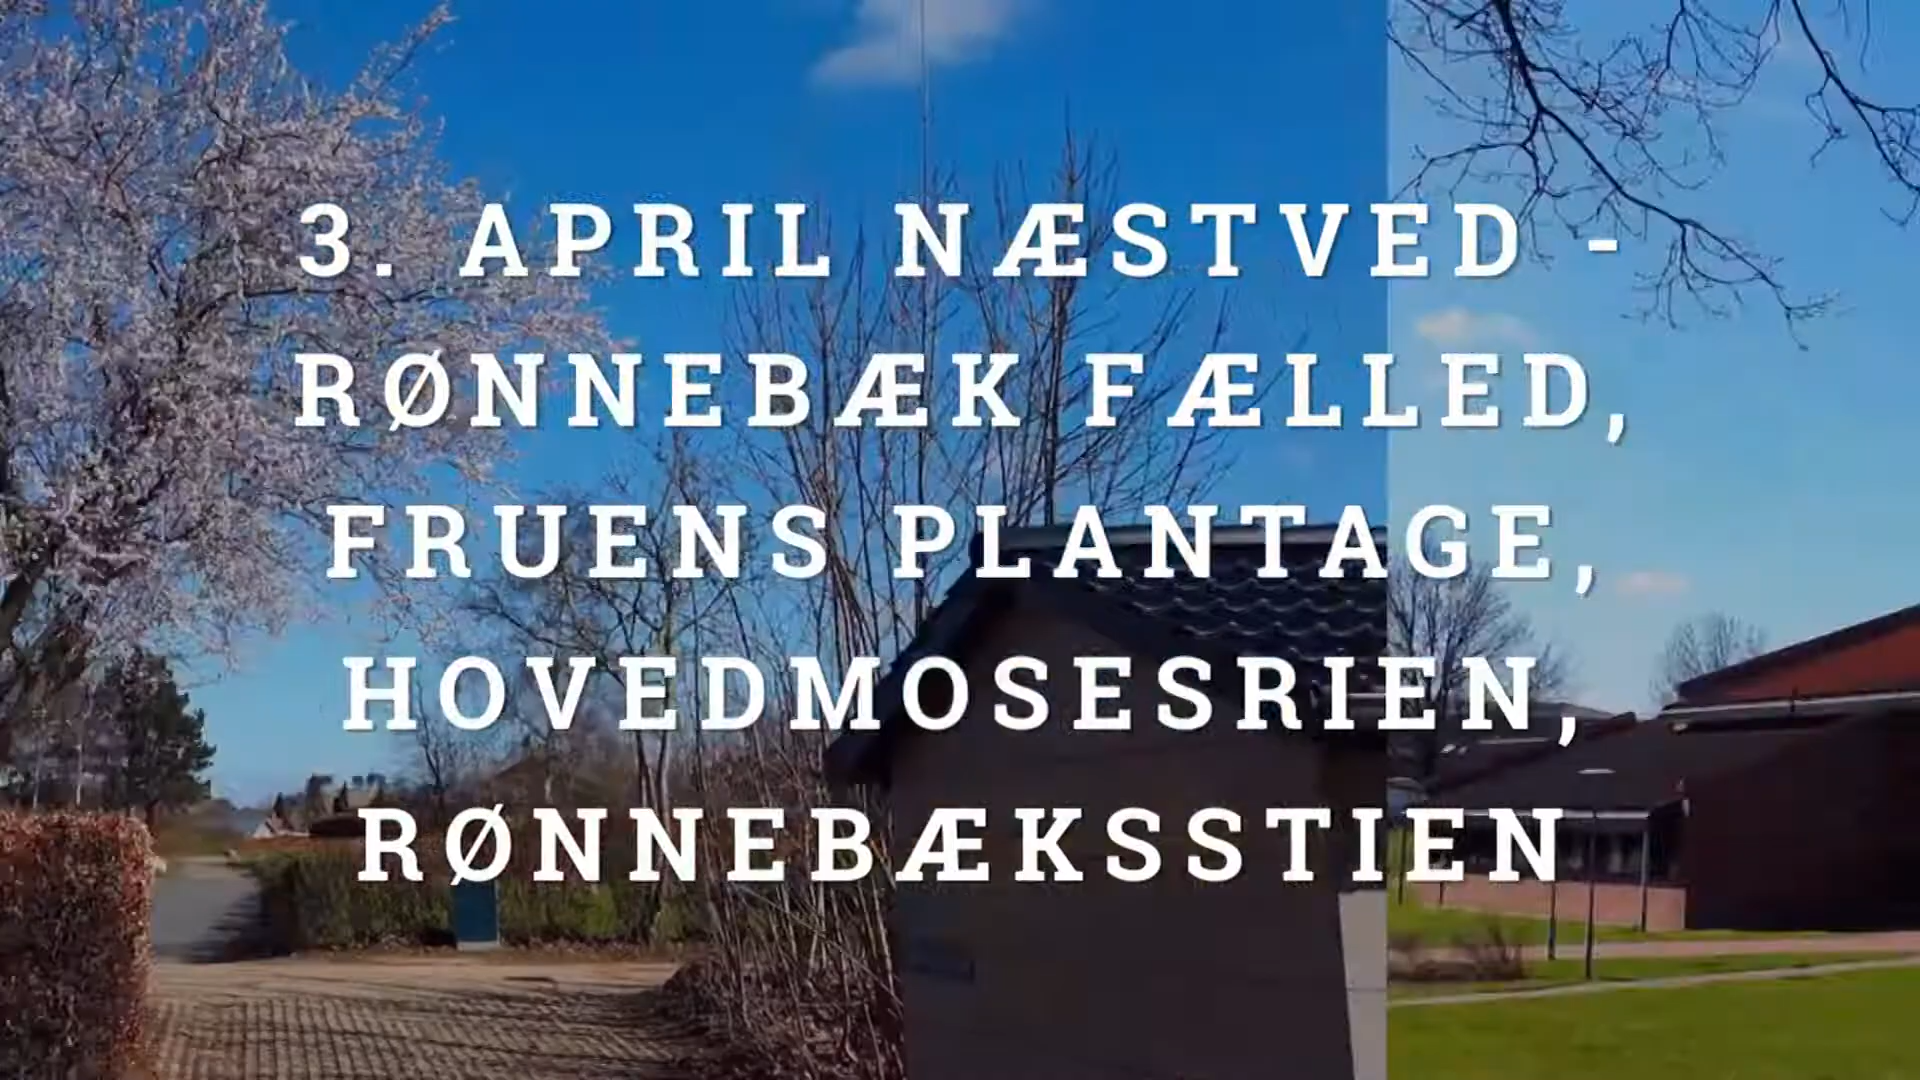 3. APRIL NÆSTVED -
RØNNEBÆK FÆLLED,
FRUENS PLANTAGE,
HOVEDMOSESRIEN,
RØNNEBÆKSSTIEN